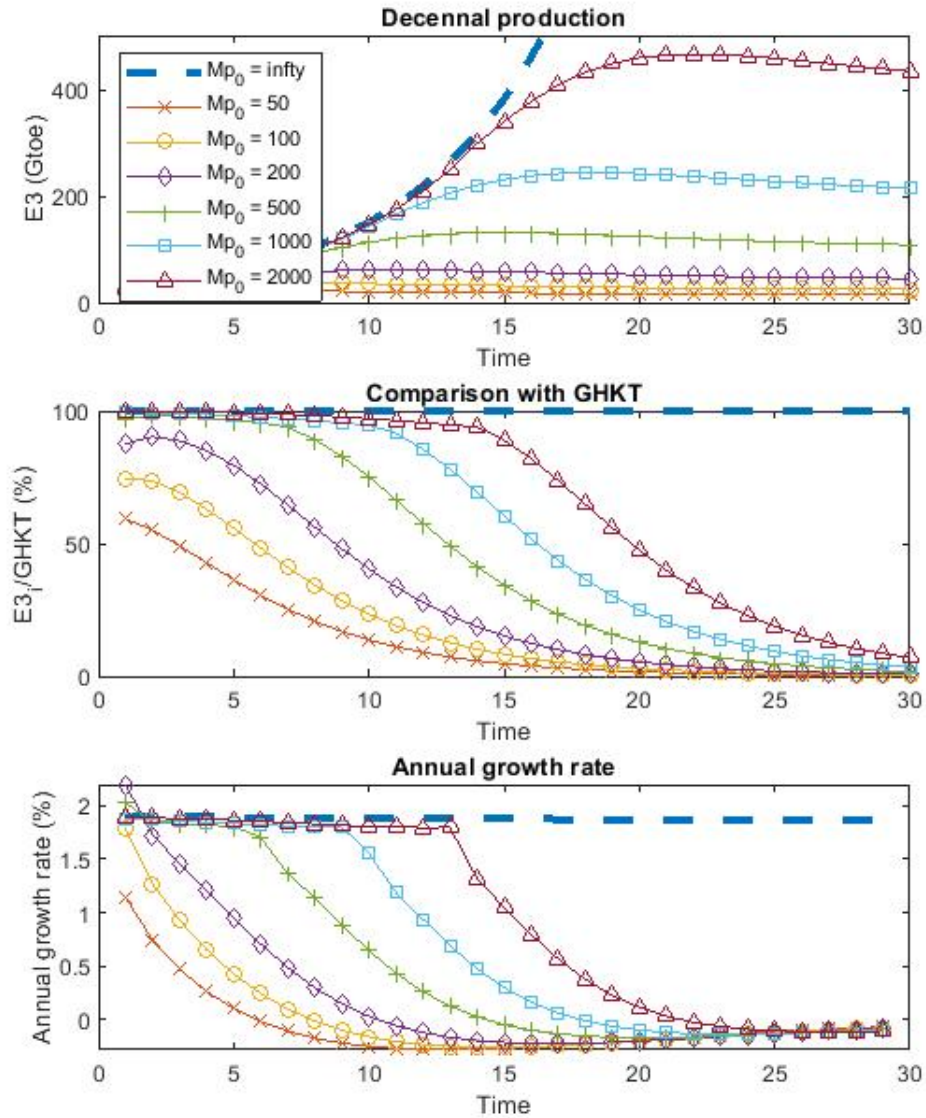 Decennal production
E3 (Gtoe)
400
200
0
Mp0 = infty
Mp0 = 50
Mp0 = 100
Mp0 = 200
Mp0 = 500
Mp0 = 1000
Mp0 = 2000
0 5 10 15 20 25 30
Time
Comparison with GHKT
E3i/GHKT (%)
100
50
0
0 5 10 15 20 25 30
Time
Annual growth rate
Annual growth rate (%)
2
1.5
1
0.5
0
0 5 10 15 20 25 30
Time